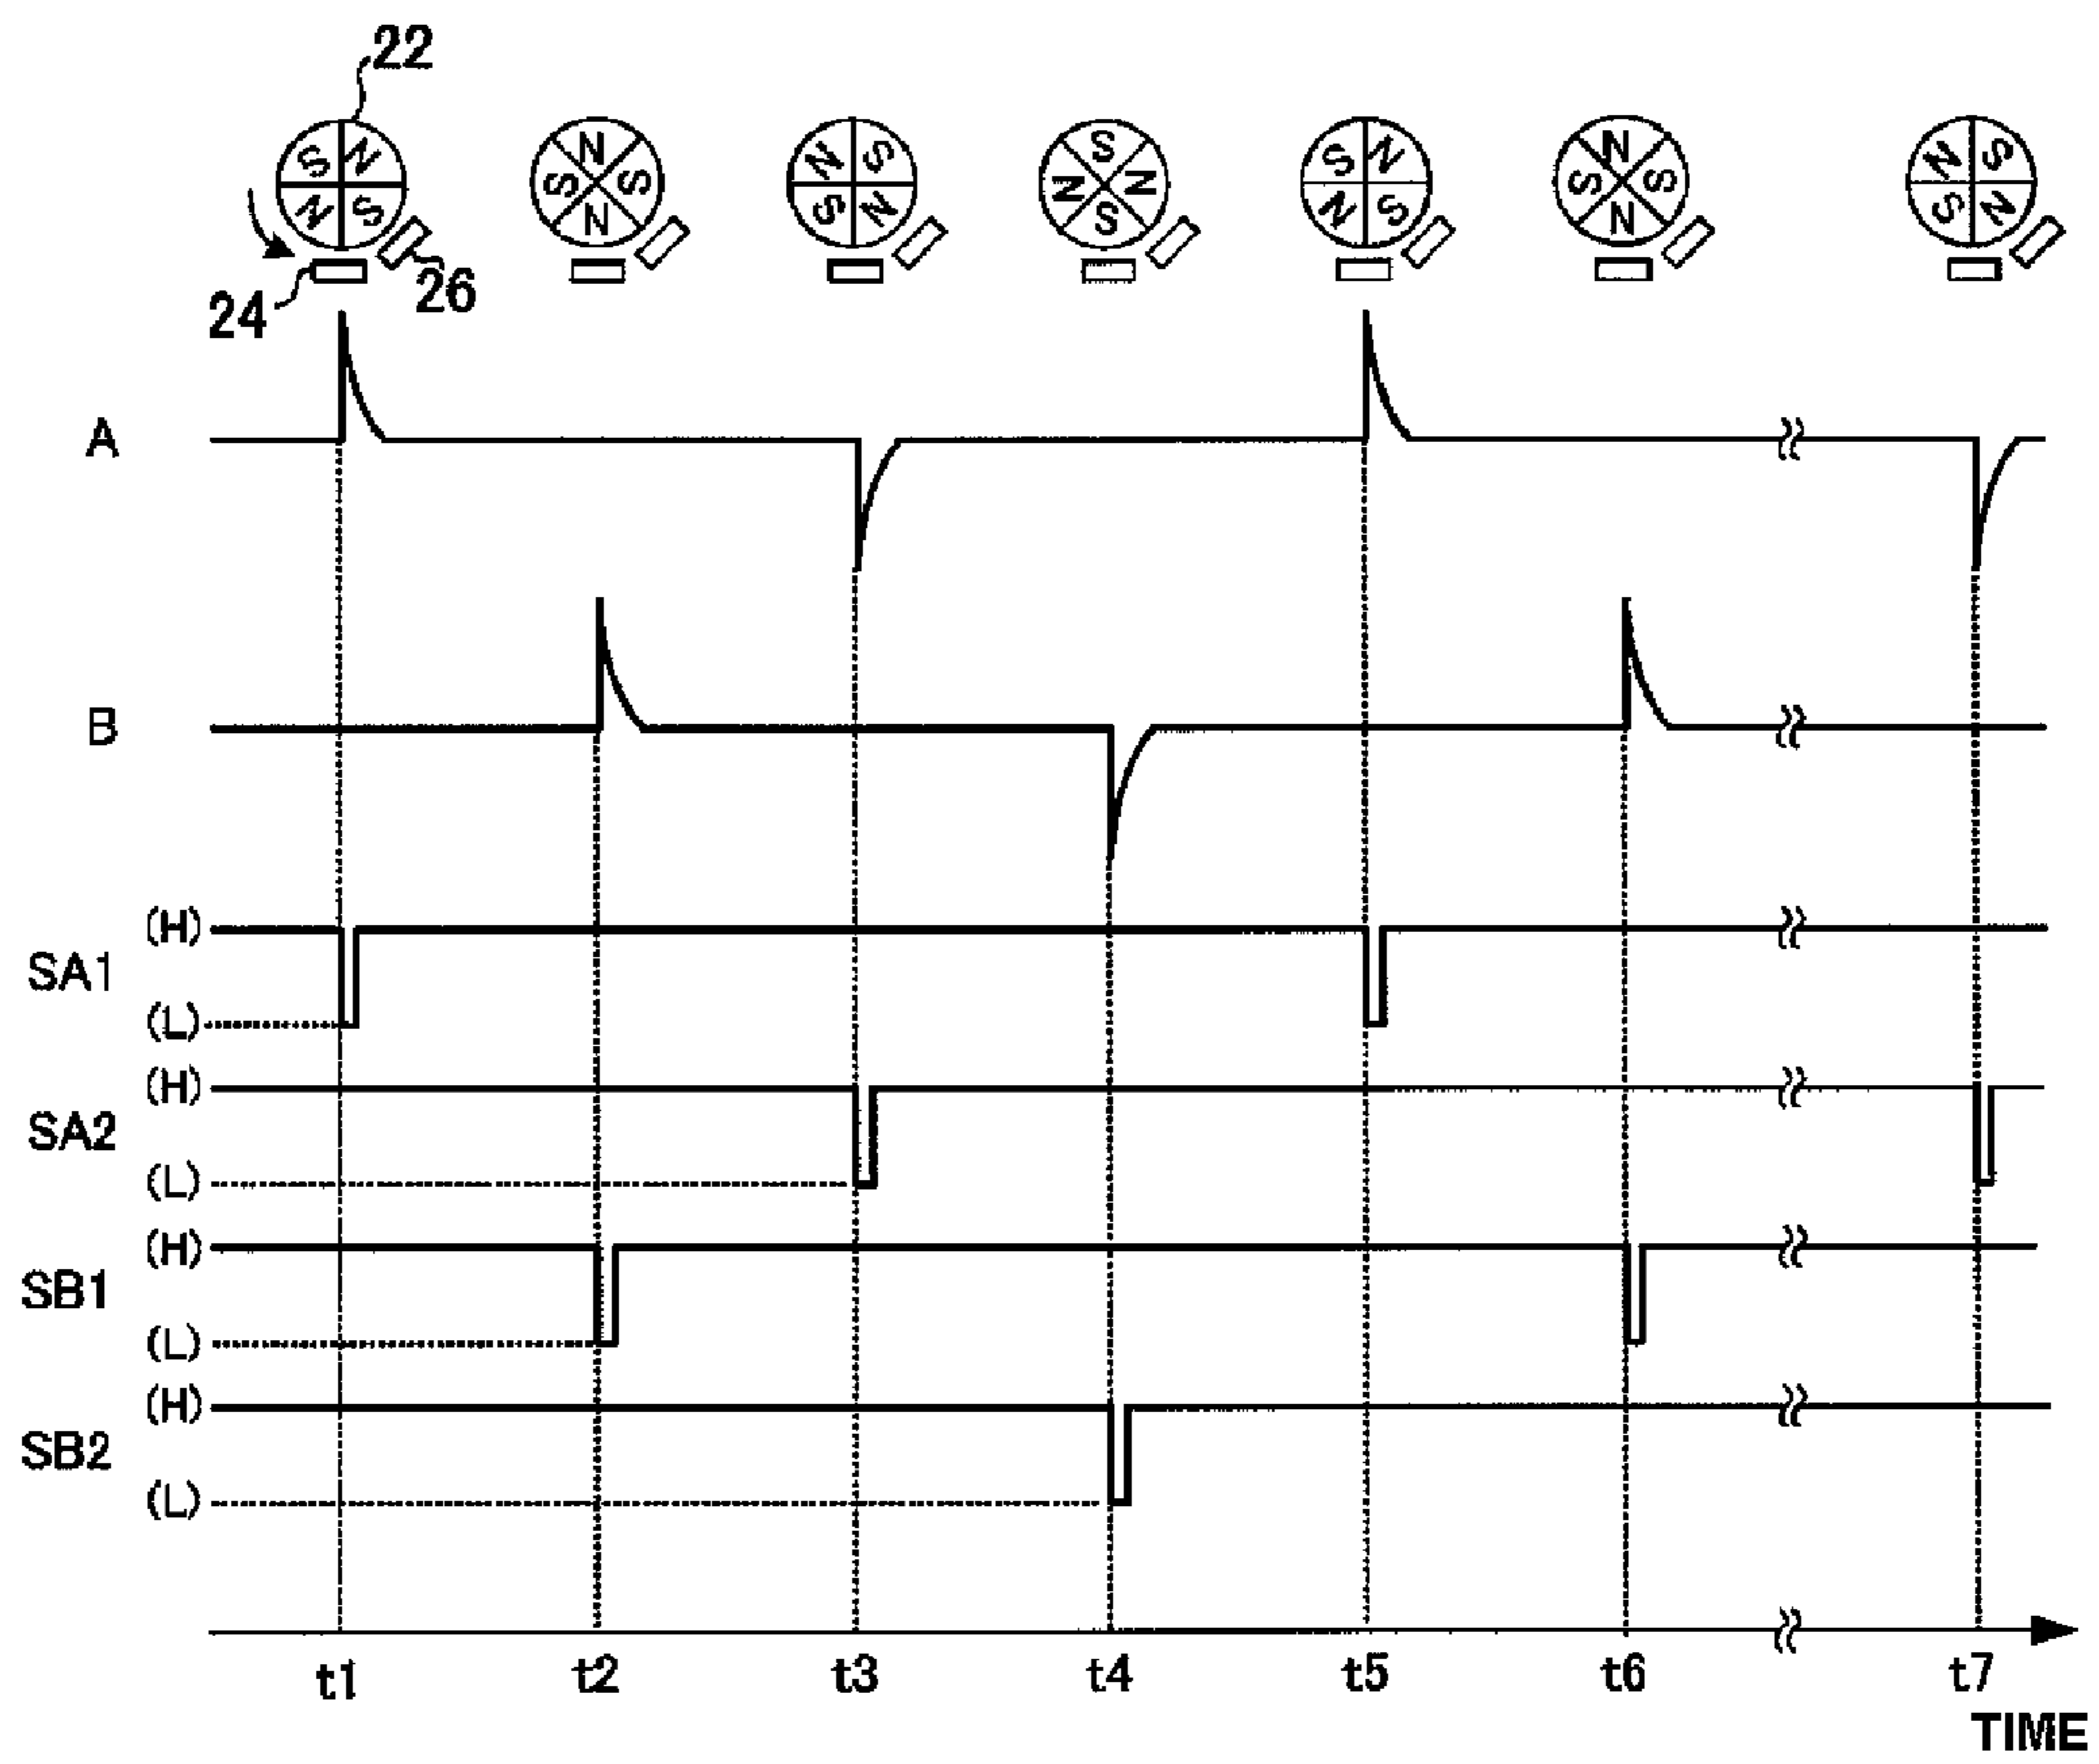 22
S N N S N S N S S N N S
S N S S N N S N N S S S
N S N S N S N S N N S N
24 26
A
B
(H)
SA1
(L)
(H)
SA2
(L)
(H)
SB1
(L)
(H)
SB2
(L)
t1 t2 t3 t4 t5 t6 t7
TIME